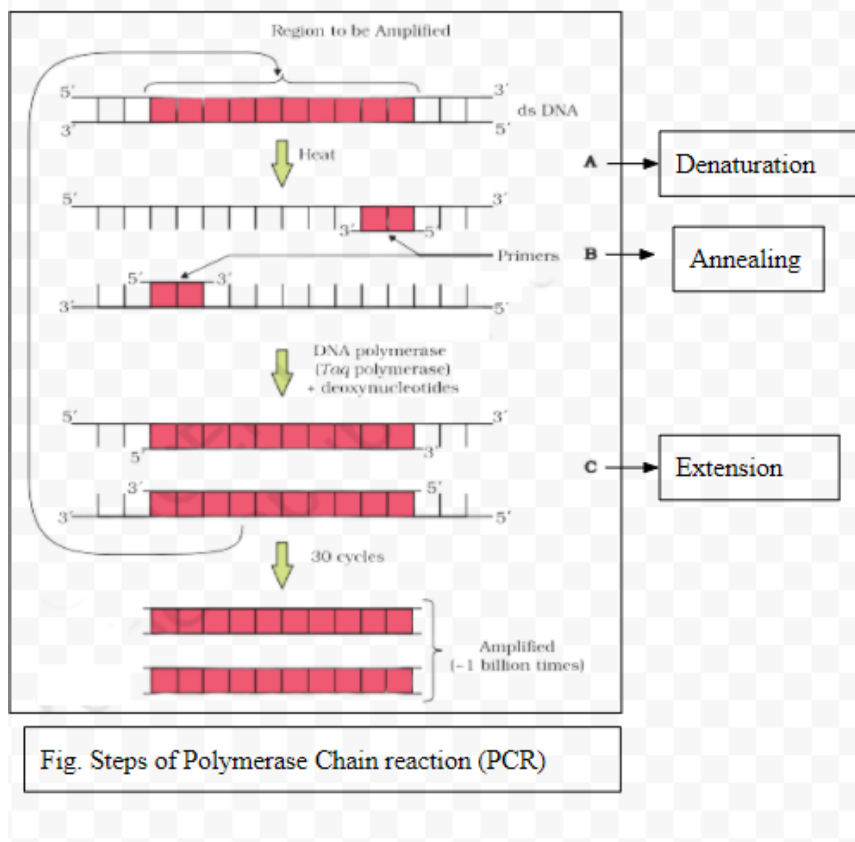 Region to be Amplified
5′ 3′
ds DNA
3′ 5′
Heat
A
Denaturation
5′ 3′
3′ 5′
Primers
B
Annealing
5′ 3′
3′ 5′
DNA polymerase
(Taq polymerase)
+ deoxynucleotides
5′ 3′
5′ 3′
C
Extension
3′ 5′
3′ 5′
30 cycles
Amplified
(~1 billion times)
Fig. Steps of Polymerase Chain reaction (PCR)